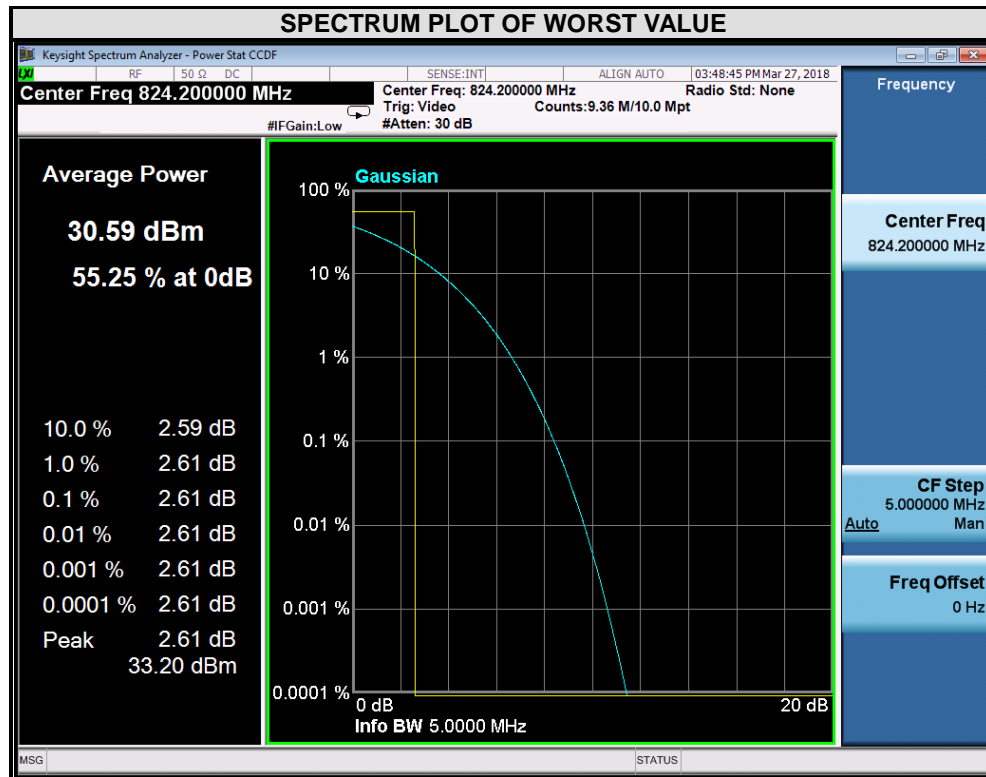 SPECTRUM PLOT OF WORST VALUE
Keysight Spectrum Analyzer - Power Stat CCDF
LXI RF 50 Ω DC SENSE:INT ALIGN AUTO 03:48:45 PM Mar 27, 2018
Center Freq 824.200000 MHz
Center Freq: 824.200000 MHz Radio Std: None
Trig: Video Counts:9.36 M/10.0 Mpt
#IFGain:Low #Atten: 30 dB
Average Power
30.59 dBm
55.25 % at 0dB
10.0 % 2.59 dB
1.0 % 2.61 dB
0.1 % 2.61 dB
0.01 % 2.61 dB
0.001 % 2.61 dB
0.0001 % 2.61 dB
Peak 2.61 dB
33.20 dBm
Gaussian
100 %
10 %
1 %
0.1 %
0.01 %
0.001 %
0.0001 %
0 dB 20 dB
Info BW 5.0000 MHz
Frequency
Center Freq
824.200000 MHz
CF Step
5.000000 MHz
Auto Man
Freq Offset
0 Hz
MSG STATUS